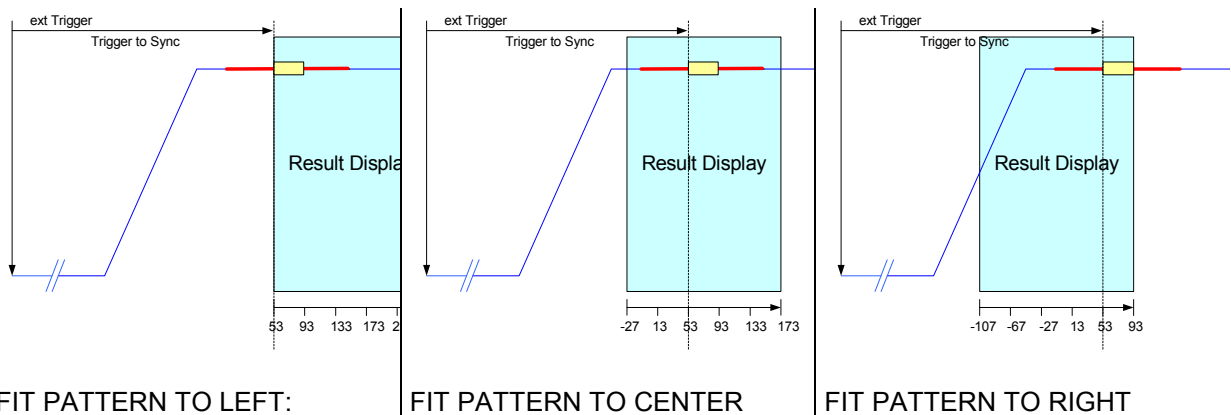 ext Trigger
Trigger to Sync
Result Displa
53 93 133 173 2
FIT PATTERN TO LEFT:
ext Trigger
Trigger to Sync
Result Display
-27 13 53 93 133 173
FIT PATTERN TO CENTER
ext Trigger
Trigger to Sync
Result Display
-107 -67 -27 13 53 93
FIT PATTERN TO RIGHT